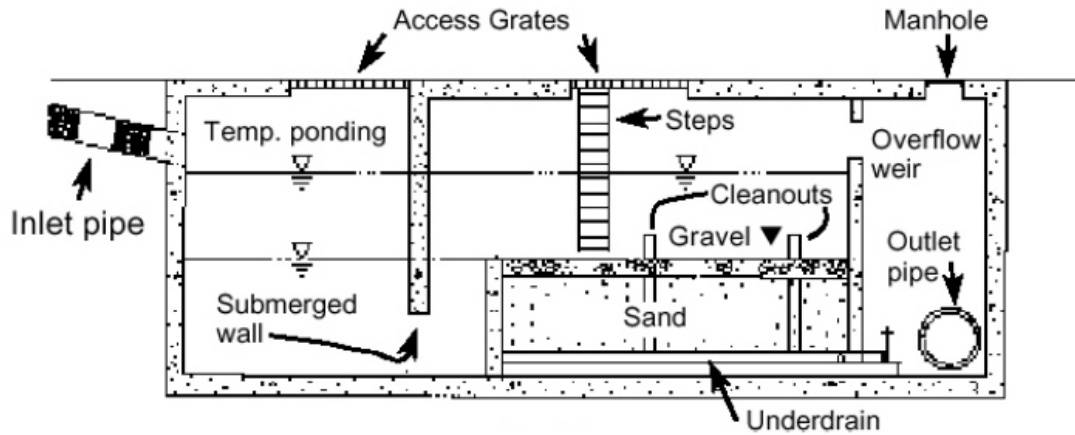 Access Grates
Manhole
Temp. ponding
Steps
Overflow
weir
Inlet pipe
Cleanouts
Gravel
Outlet
pipe
Submerged
wall
Sand
Underdrain